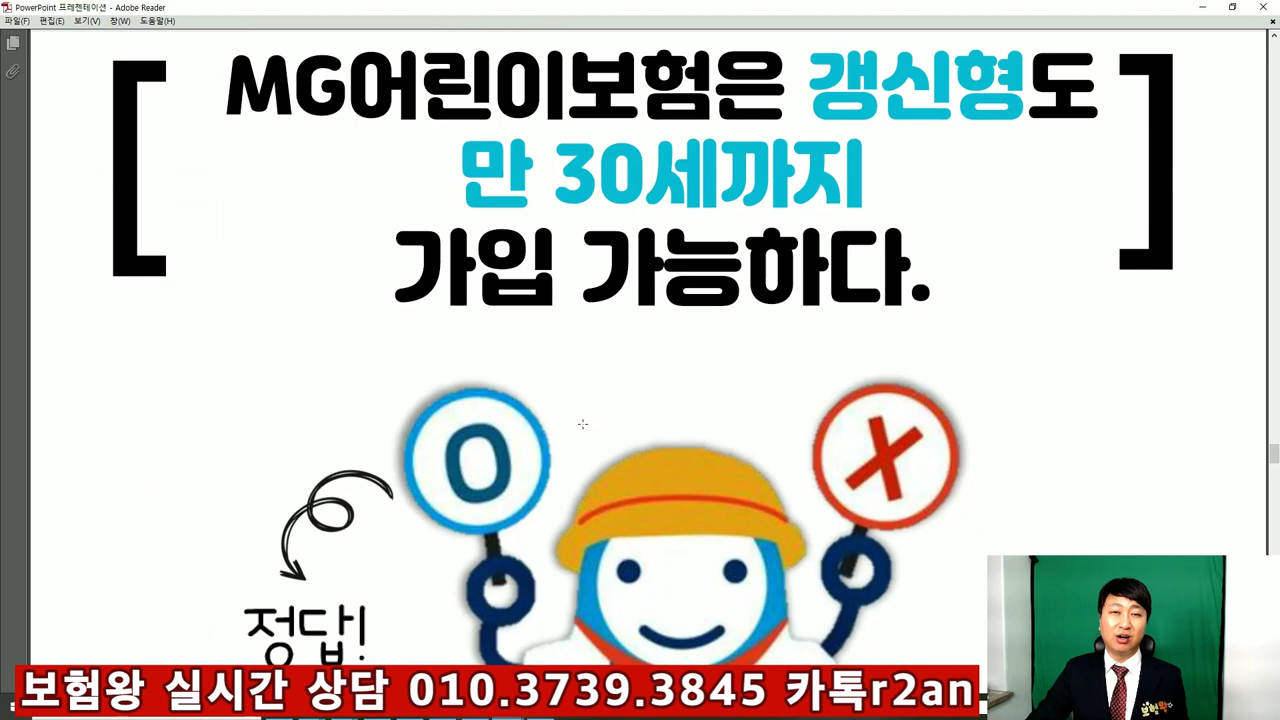 PowerPoint 프레젠테이션 - Adobe Reader
파일(F) 편집(E) 보기(V) 창(W) 도움말(H)
MG어린이보험은 갱신형도
만 30세까지
가입 가능하다.
O X
정답!
보험왕 실시간 상담 010.3739.3845 카톡r2an
보험왕